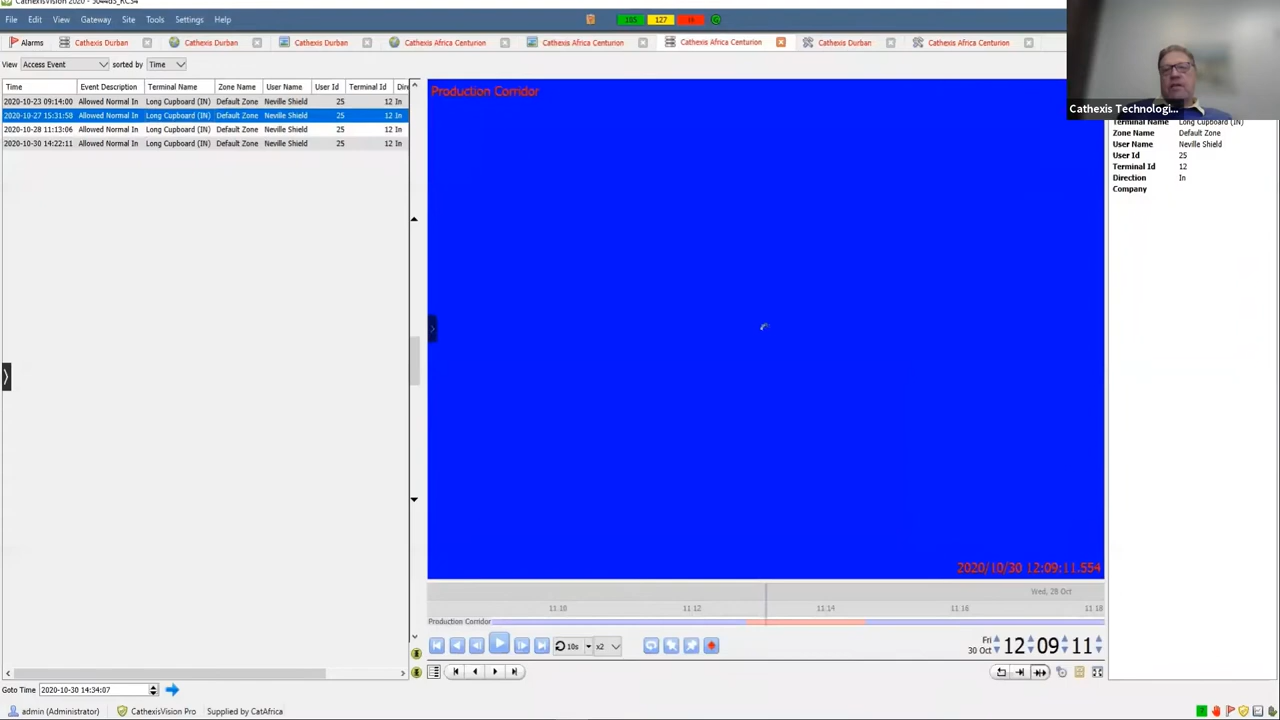 CathexisVision 2020 - 3044d3_RC34
File Edit View Gateway Site Tools Settings Help
105 127 16
Alarms Cathexis Durban Cathexis Durban Cathexis Durban Cathexis Africa Centurion Cathexis Africa Centurion Cathexis Africa Centurion Cathexis Durban Cathexis Africa Centurion
View Access Event sorted by Time
Time Event Description Terminal Name Zone Name User Name User Id Terminal Id Dir
2020-10-23 09:14:00 Allowed Normal In Long Cupboard (IN) Default Zone Neville Shield 25 12 In
2020-10-27 15:31:58 Allowed Normal In Long Cupboard (IN) Default Zone Neville Shield 25 12 In
2020-10-28 11:13:06 Allowed Normal In Long Cupboard (IN) Default Zone Neville Shield 25 12 In
2020-10-30 14:22:11 Allowed Normal In Long Cupboard (IN) Default Zone Neville Shield 25 12 In
Production Corridor
Cathexis Technologi...
Terminal Name Long Cupboard (IN)
Zone Name Default Zone
User Name Neville Shield
User Id 25
Terminal Id 12
Direction In
Company
2020/10/30 12:09:11.554
Wed, 28 Oct
11:10 11:12 11:14 11:16 11:18
Production Corridor
10s x2
Fri
30 Oct 12 09 11
Goto Time 2020-10-30 14:34:07
admin (Administrator) CathexisVision Pro Supplied by CatAfrica